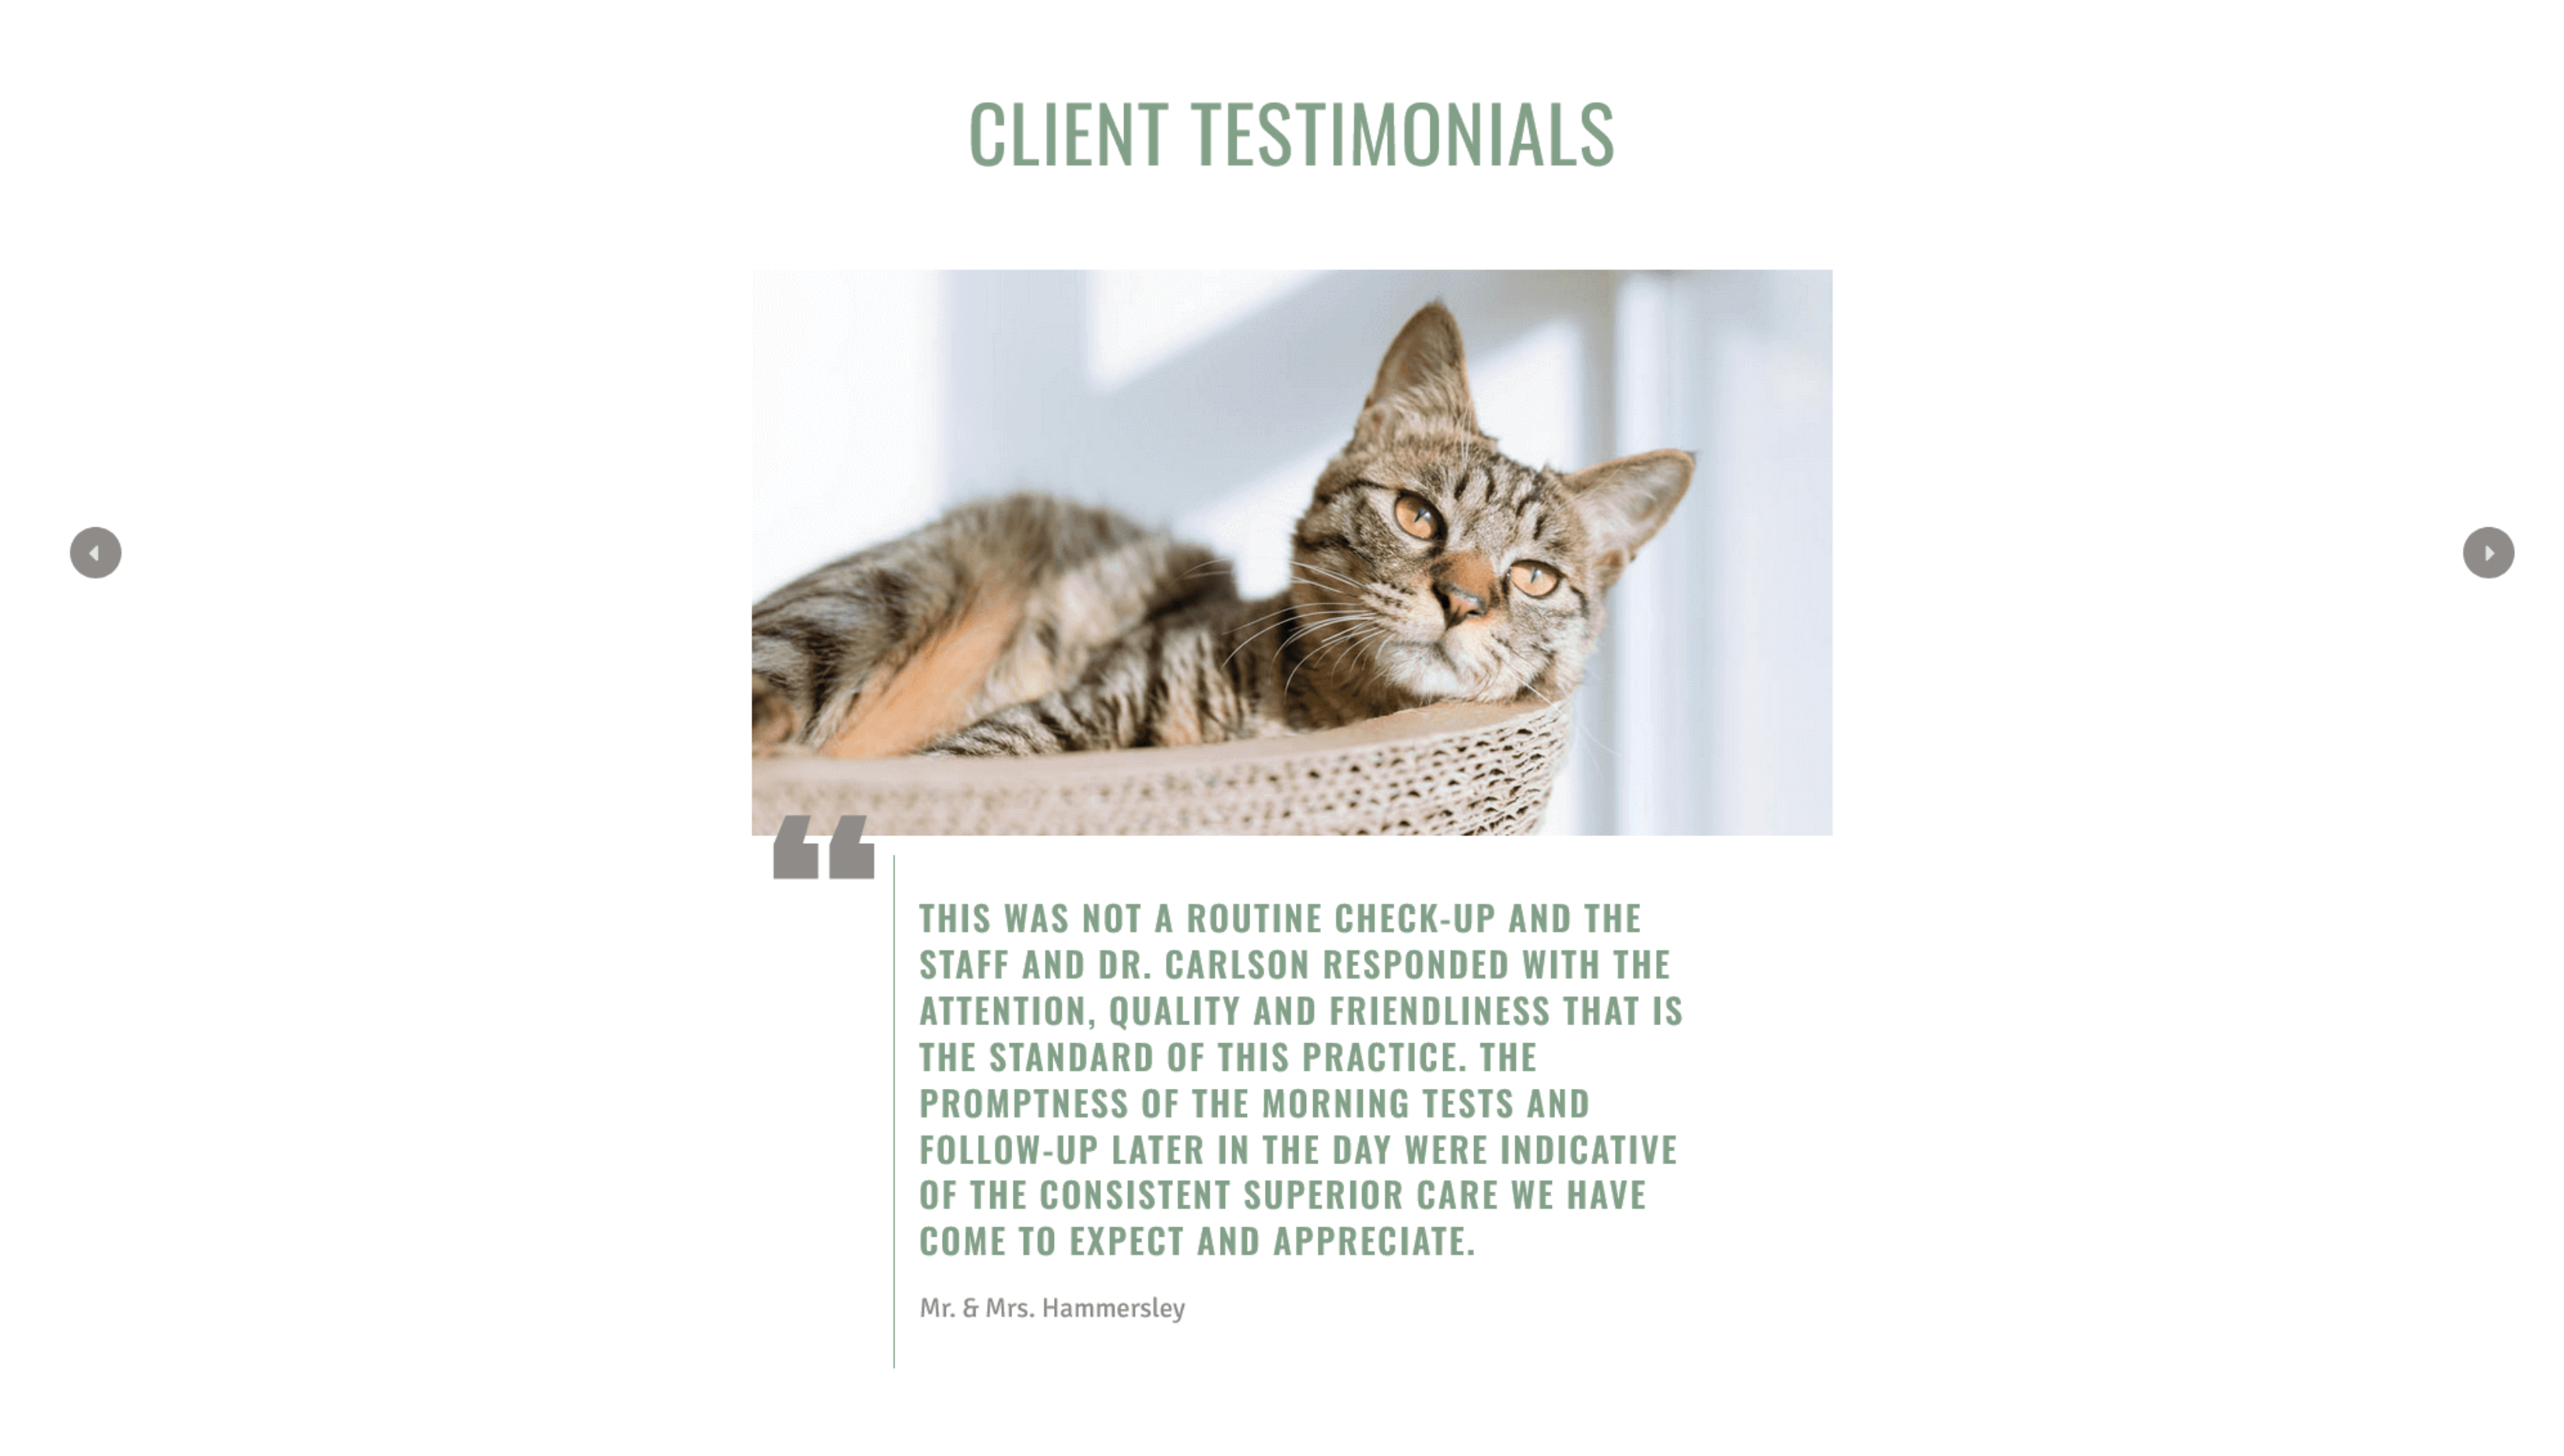 CLIENT TESTIMONIALS
THIS WAS NOT A ROUTINE CHECK-UP AND THE
STAFF AND DR. CARLSON RESPONDED WITH THE
ATTENTION, QUALITY AND FRIENDLINESS THAT IS
THE STANDARD OF THIS PRACTICE. THE
PROMPTNESS OF THE MORNING TESTS AND
FOLLOW-UP LATER IN THE DAY WERE INDICATIVE
OF THE CONSISTENT SUPERIOR CARE WE HAVE
COME TO EXPECT AND APPRECIATE.
Mr. & Mrs. Hammersley